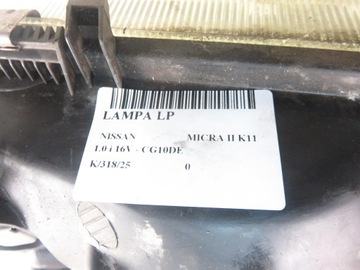 LAMPA LP
NISSAN MICRA II K11
1.0 i 16V - CG10DE
K/318/25 0